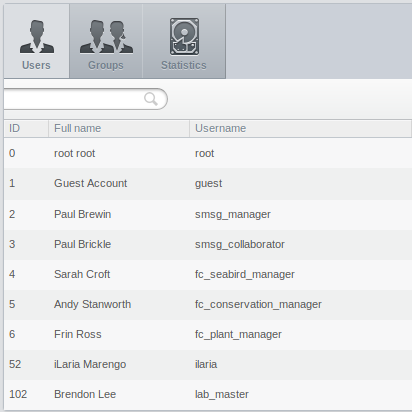 Users Groups Statistics
ID Full name Username
0 root root root
1 Guest Account guest
2 Paul Brewin smsg_manager
3 Paul Brickle smsg_collaborator
4 Sarah Croft fc_seabird_manager
5 Andy Stanworth fc_conservation_manager
6 Frin Ross fc_plant_manager
52 iLaria Marengo ilaria
102 Brendon Lee lab_master